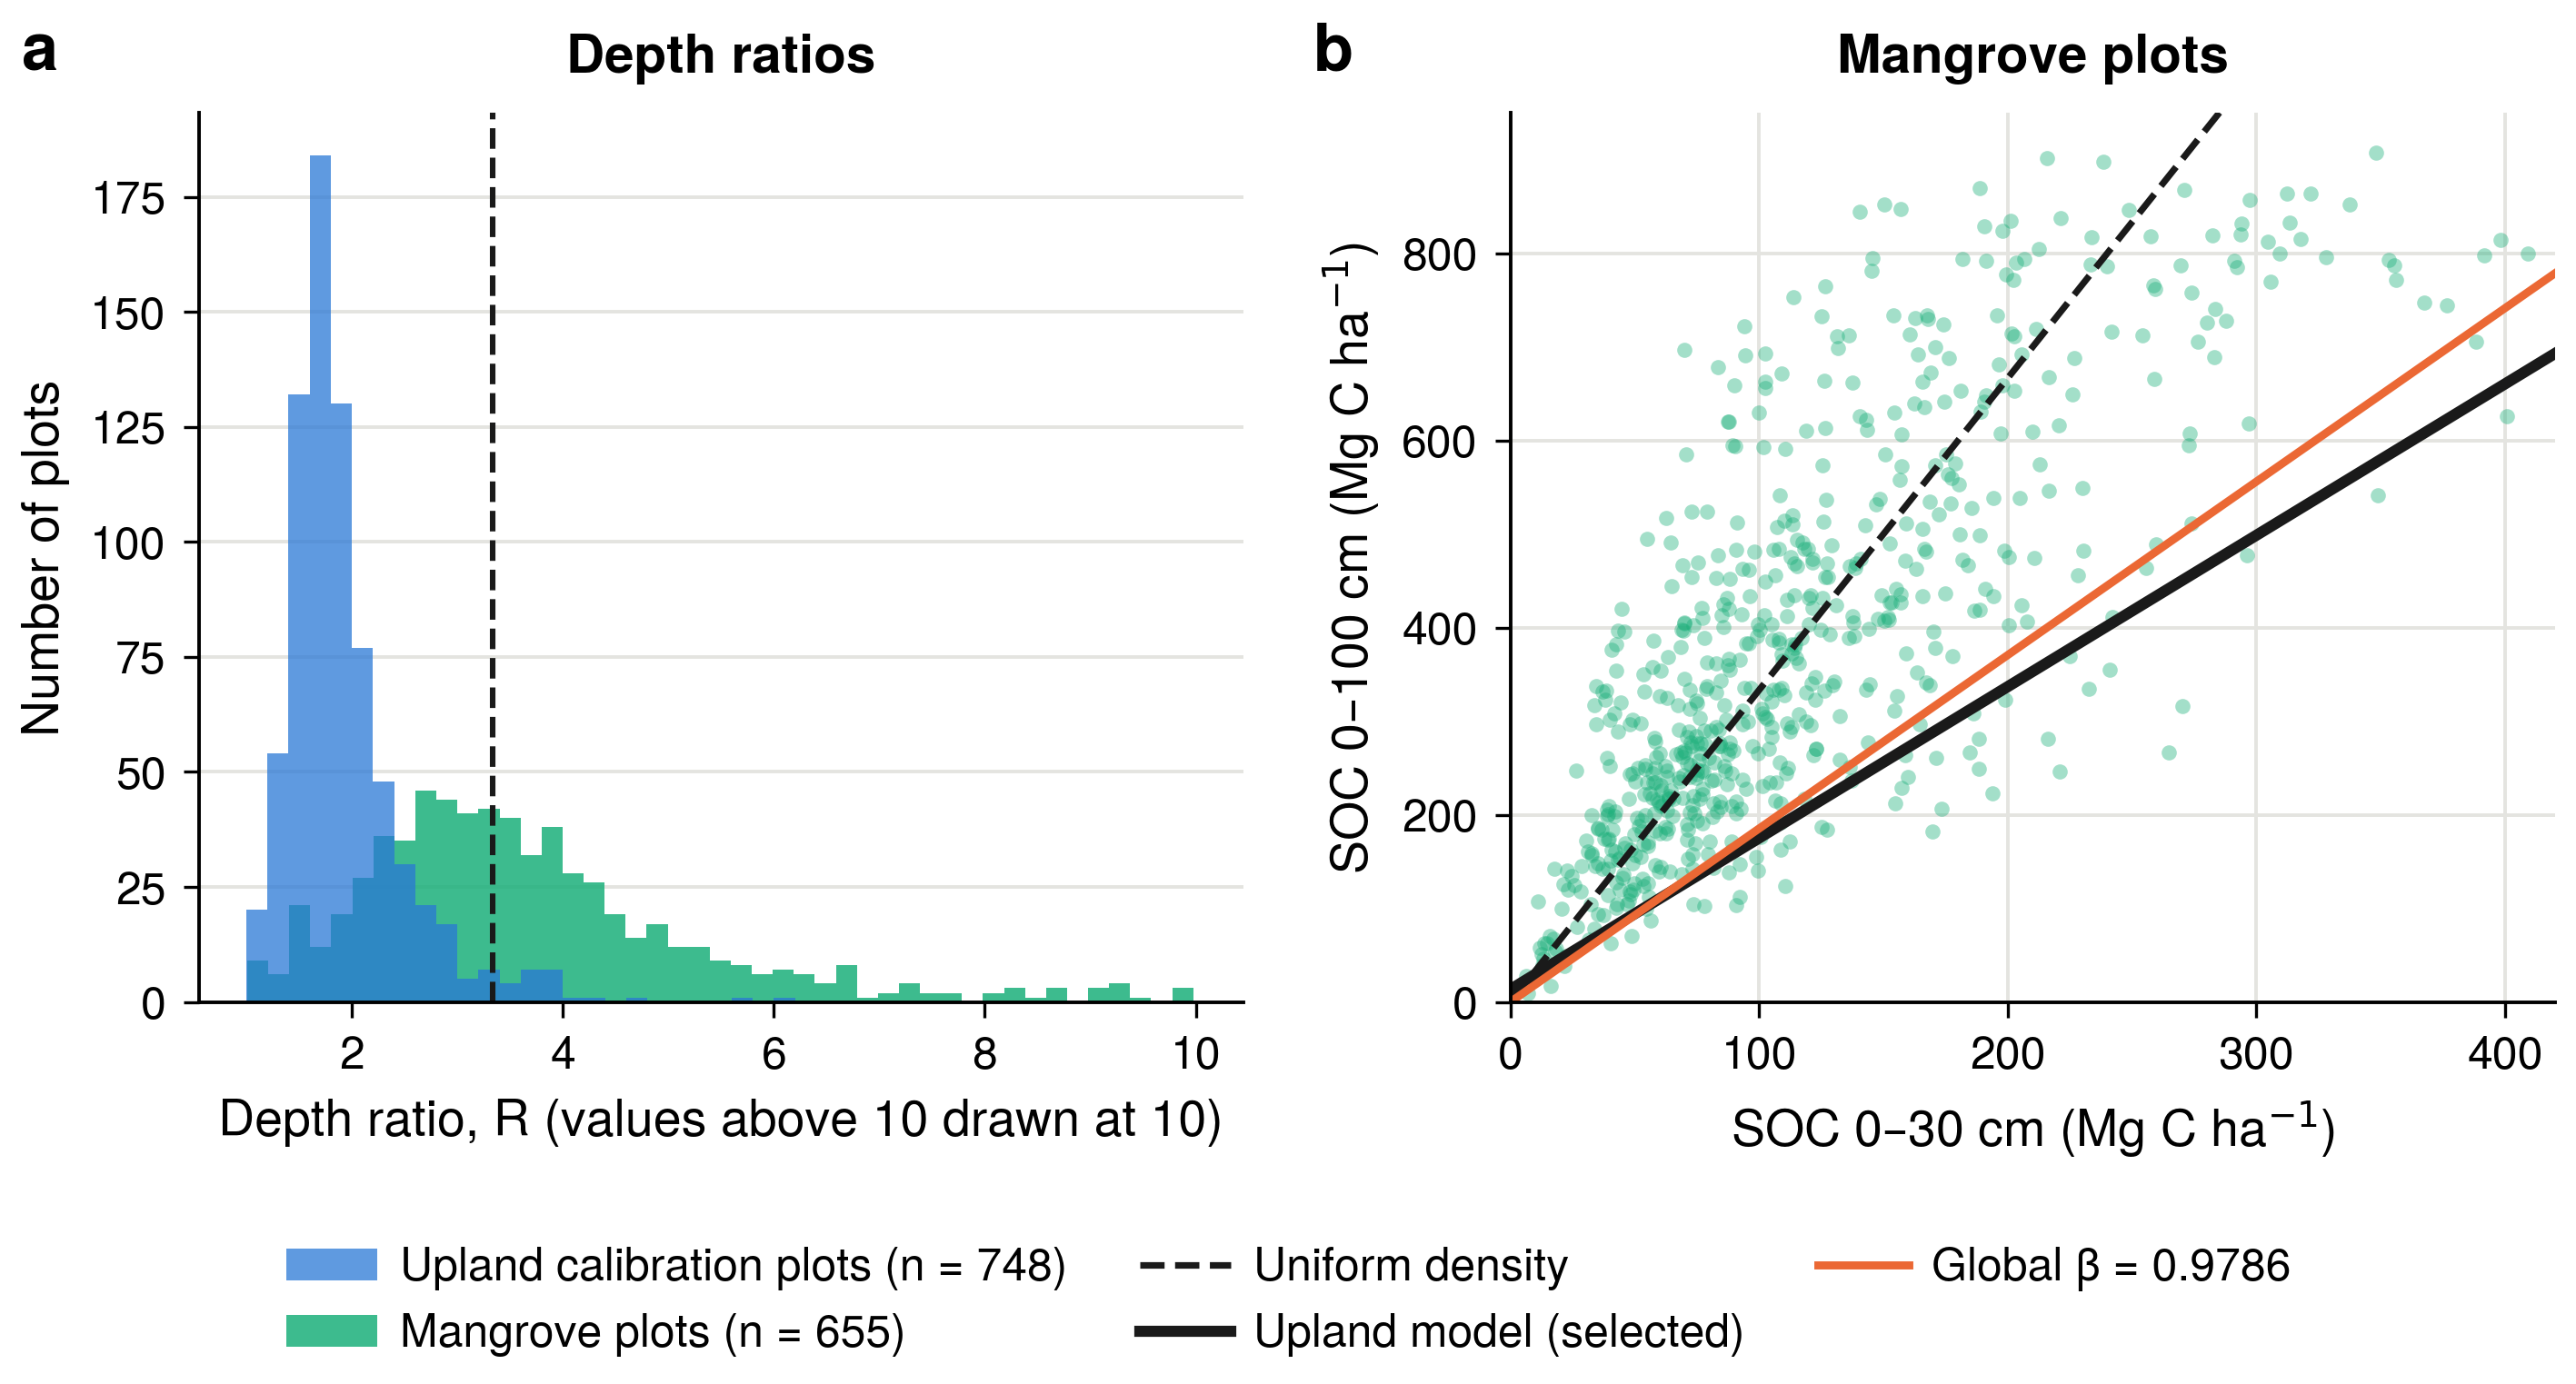 a
Depth ratios
Number of plots
175
150
125
100
75
50
25
0
2 4 6 8 10
Depth ratio, R (values above 10 drawn at 10)
b
Mangrove plots
SOC 0–100 cm (Mg C ha⁻¹)
800
600
400
200
0
0 100 200 300 400
SOC 0–30 cm (Mg C ha⁻¹)
Upland calibration plots (n = 748)
Mangrove plots (n = 655)
Uniform density
Upland model (selected)
Global β = 0.9786